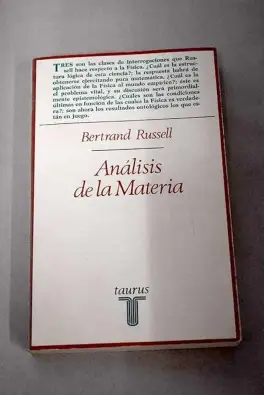 TRES son las clases de interrogaciones que Rus-
sell hace respecto a la Física. ¿Cuál es la estruc-
tura lógica de esta ciencia?; la respuesta habrá de
obtenerse ejercitando pura matemática. ¿Cuál es la
aplicación de la Física al mundo empírico?: este es
el problema vital, y su discusión será primordial-
mente epistemológica. ¿Cuáles son las condiciones
últimas en función de las cuales la Física es verdade-
ra?: son ahora los resultados ontológicos los que es-
tán en juego.
Bertrand Russell
Análisis
de la Materia
taurus